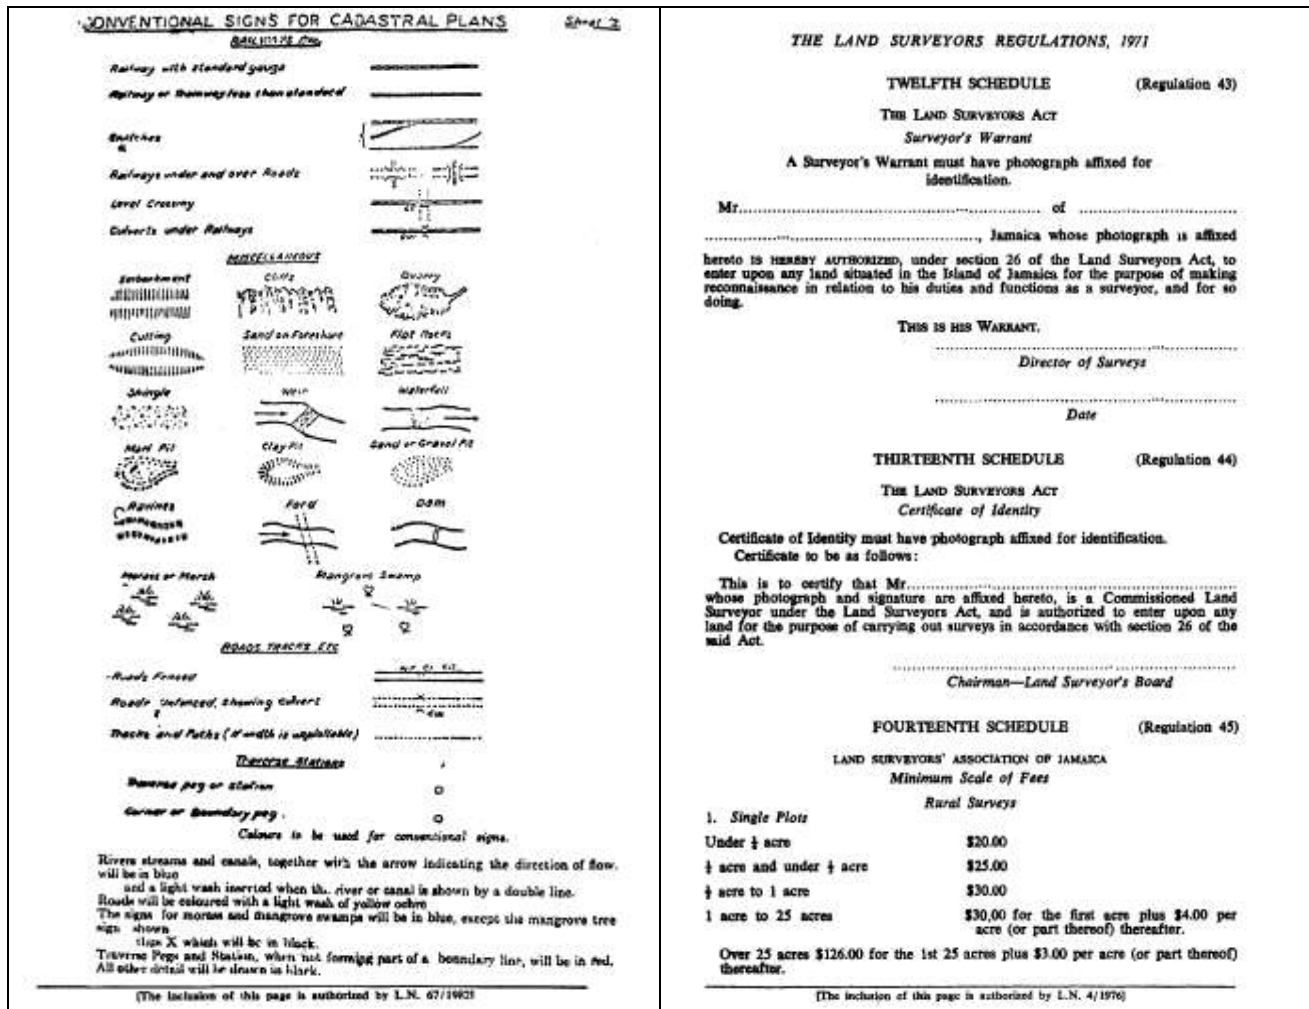 CONVENTIONAL SIGNS FOR CADASTRAL PLANS Sheet 2
RAILWAYS Etc.
Railway with standard gauge
Railway or Tramway less than standard
Switches
Railways under and over Roads
Level Crossing
Culverts under Railways
MISCELLANEOUS
Embankment Cliffs Quarry
Cutting Sand on Foreshore Flat Rocks
Shingle Weir Waterfall
Marl Pit Clay Pit Sand or Gravel Pit
Ravines Ford Dam
Morass or Marsh Mangrove Swamp
ROADS TRACKS ETC
Roads Fenced
Roads Unfenced, showing culvert
Tracks and Paths (if width is unplottable)
Traverse Stations
Traverse peg or station
Corner or Boundary peg.
Colours to be used for conventional signs.
Rivers streams and canals, together with the arrow indicating the direction of flow.
will be in blue
and a light wash inserted when the river or canal is shown by a double line.
Roads will be coloured with a light wash of yellow ochre
The signs for morass and mangrove swamps will be in blue, except the mangrove tree
sign shown
thus X which will be in black.
Traverse Pegs and Station, when not forming part of a boundary line, will be in red.
All other detail will be drawn in black.
[The inclusion of this page is authorized by L.N. 67/1982]
THE LAND SURVEYORS REGULATIONS, 1971
TWELFTH SCHEDULE (Regulation 43)
THE LAND SURVEYORS ACT
Surveyor's Warrant
A Surveyor's Warrant must have photograph affixed for
identification.
Mr. of
, Jamaica whose photograph is affixed
hereto IS HEREBY AUTHORIZED, under section 26 of the Land Surveyors Act, to
enter upon any land situated in the Island of Jamaica for the purpose of making
reconnaissance in relation to his duties and functions as a surveyor, and for so
doing.
THIS IS HIS WARRANT.
Director of Surveys
Date
THIRTEENTH SCHEDULE (Regulation 44)
THE LAND SURVEYORS ACT
Certificate of Identity
Certificate of Identity must have photograph affixed for identification.
Certificate to be as follows:
This is to certify that Mr.
whose photograph and signature are affixed hereto, is a Commissioned Land
Surveyor under the Land Surveyors Act, and is authorized to enter upon any
land for the purpose of carrying out surveys in accordance with section 26 of the
said Act.
Chairman—Land Surveyor's Board
FOURTEENTH SCHEDULE (Regulation 45)
LAND SURVEYORS' ASSOCIATION OF JAMAICA
Minimum Scale of Fees
Rural Surveys
1. Single Plots
Under acre $20.00
acre and under acre $25.00
acre to 1 acre $30.00
1 acre to 25 acres $30,00 for the first acre plus $4.00 per
acre (or part thereof) thereafter.
Over 25 acres $126.00 for the 1st 25 acres plus $3.00 per acre (or part thereof)
thereafter.
[The inclusion of this page is authorized by L.N. 4/1976]